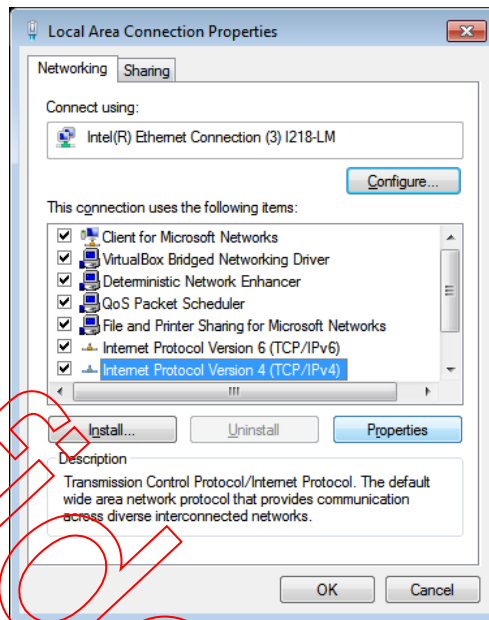 Local Area Connection Properties
Networking Sharing
Connect using:
Intel(R) Ethernet Connection (3) I218-LM
Configure...
This connection uses the following items:
Client for Microsoft Networks
VirtualBox Bridged Networking Driver
Deterministic Network Enhancer
QoS Packet Scheduler
File and Printer Sharing for Microsoft Networks
Internet Protocol Version 6 (TCP/IPv6)
Internet Protocol Version 4 (TCP/IPv4)
Install... Uninstall Properties
Description
Transmission Control Protocol/Internet Protocol. The default
wide area network protocol that provides communication
across diverse interconnected networks.
OK Cancel